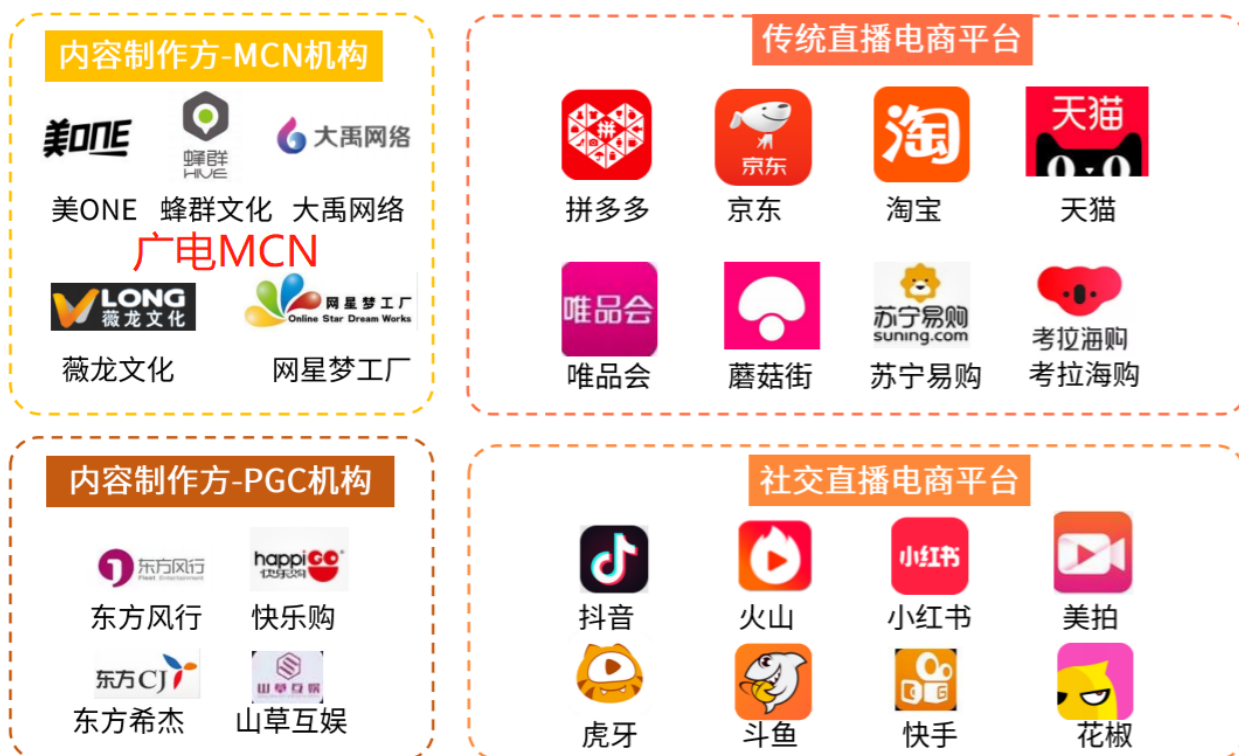 内容制作方-MCN机构
美ONE
蜂群
HIVE
大禹网络
美ONE 蜂群文化 大禹网络
广电MCN
LONG
薇龙文化
网星梦工厂
Online Star Dream Works
薇龙文化 网星梦工厂
传统直播电商平台
拼
京东
淘
天猫
拼多多 京东 淘宝 天猫
唯品会
苏宁易购
suning.com
考拉海购
唯品会 蘑菇街 苏宁易购 考拉海购
内容制作方-PGC机构
东方风行
Fleet Entertainment
happiGO
快乐购
东方风行 快乐购
东方CJ
山草互娱
东方希杰 山草互娱
社交直播电商平台
小红书
抖音 火山 小红书 美拍
虎牙 斗鱼 快手 花椒